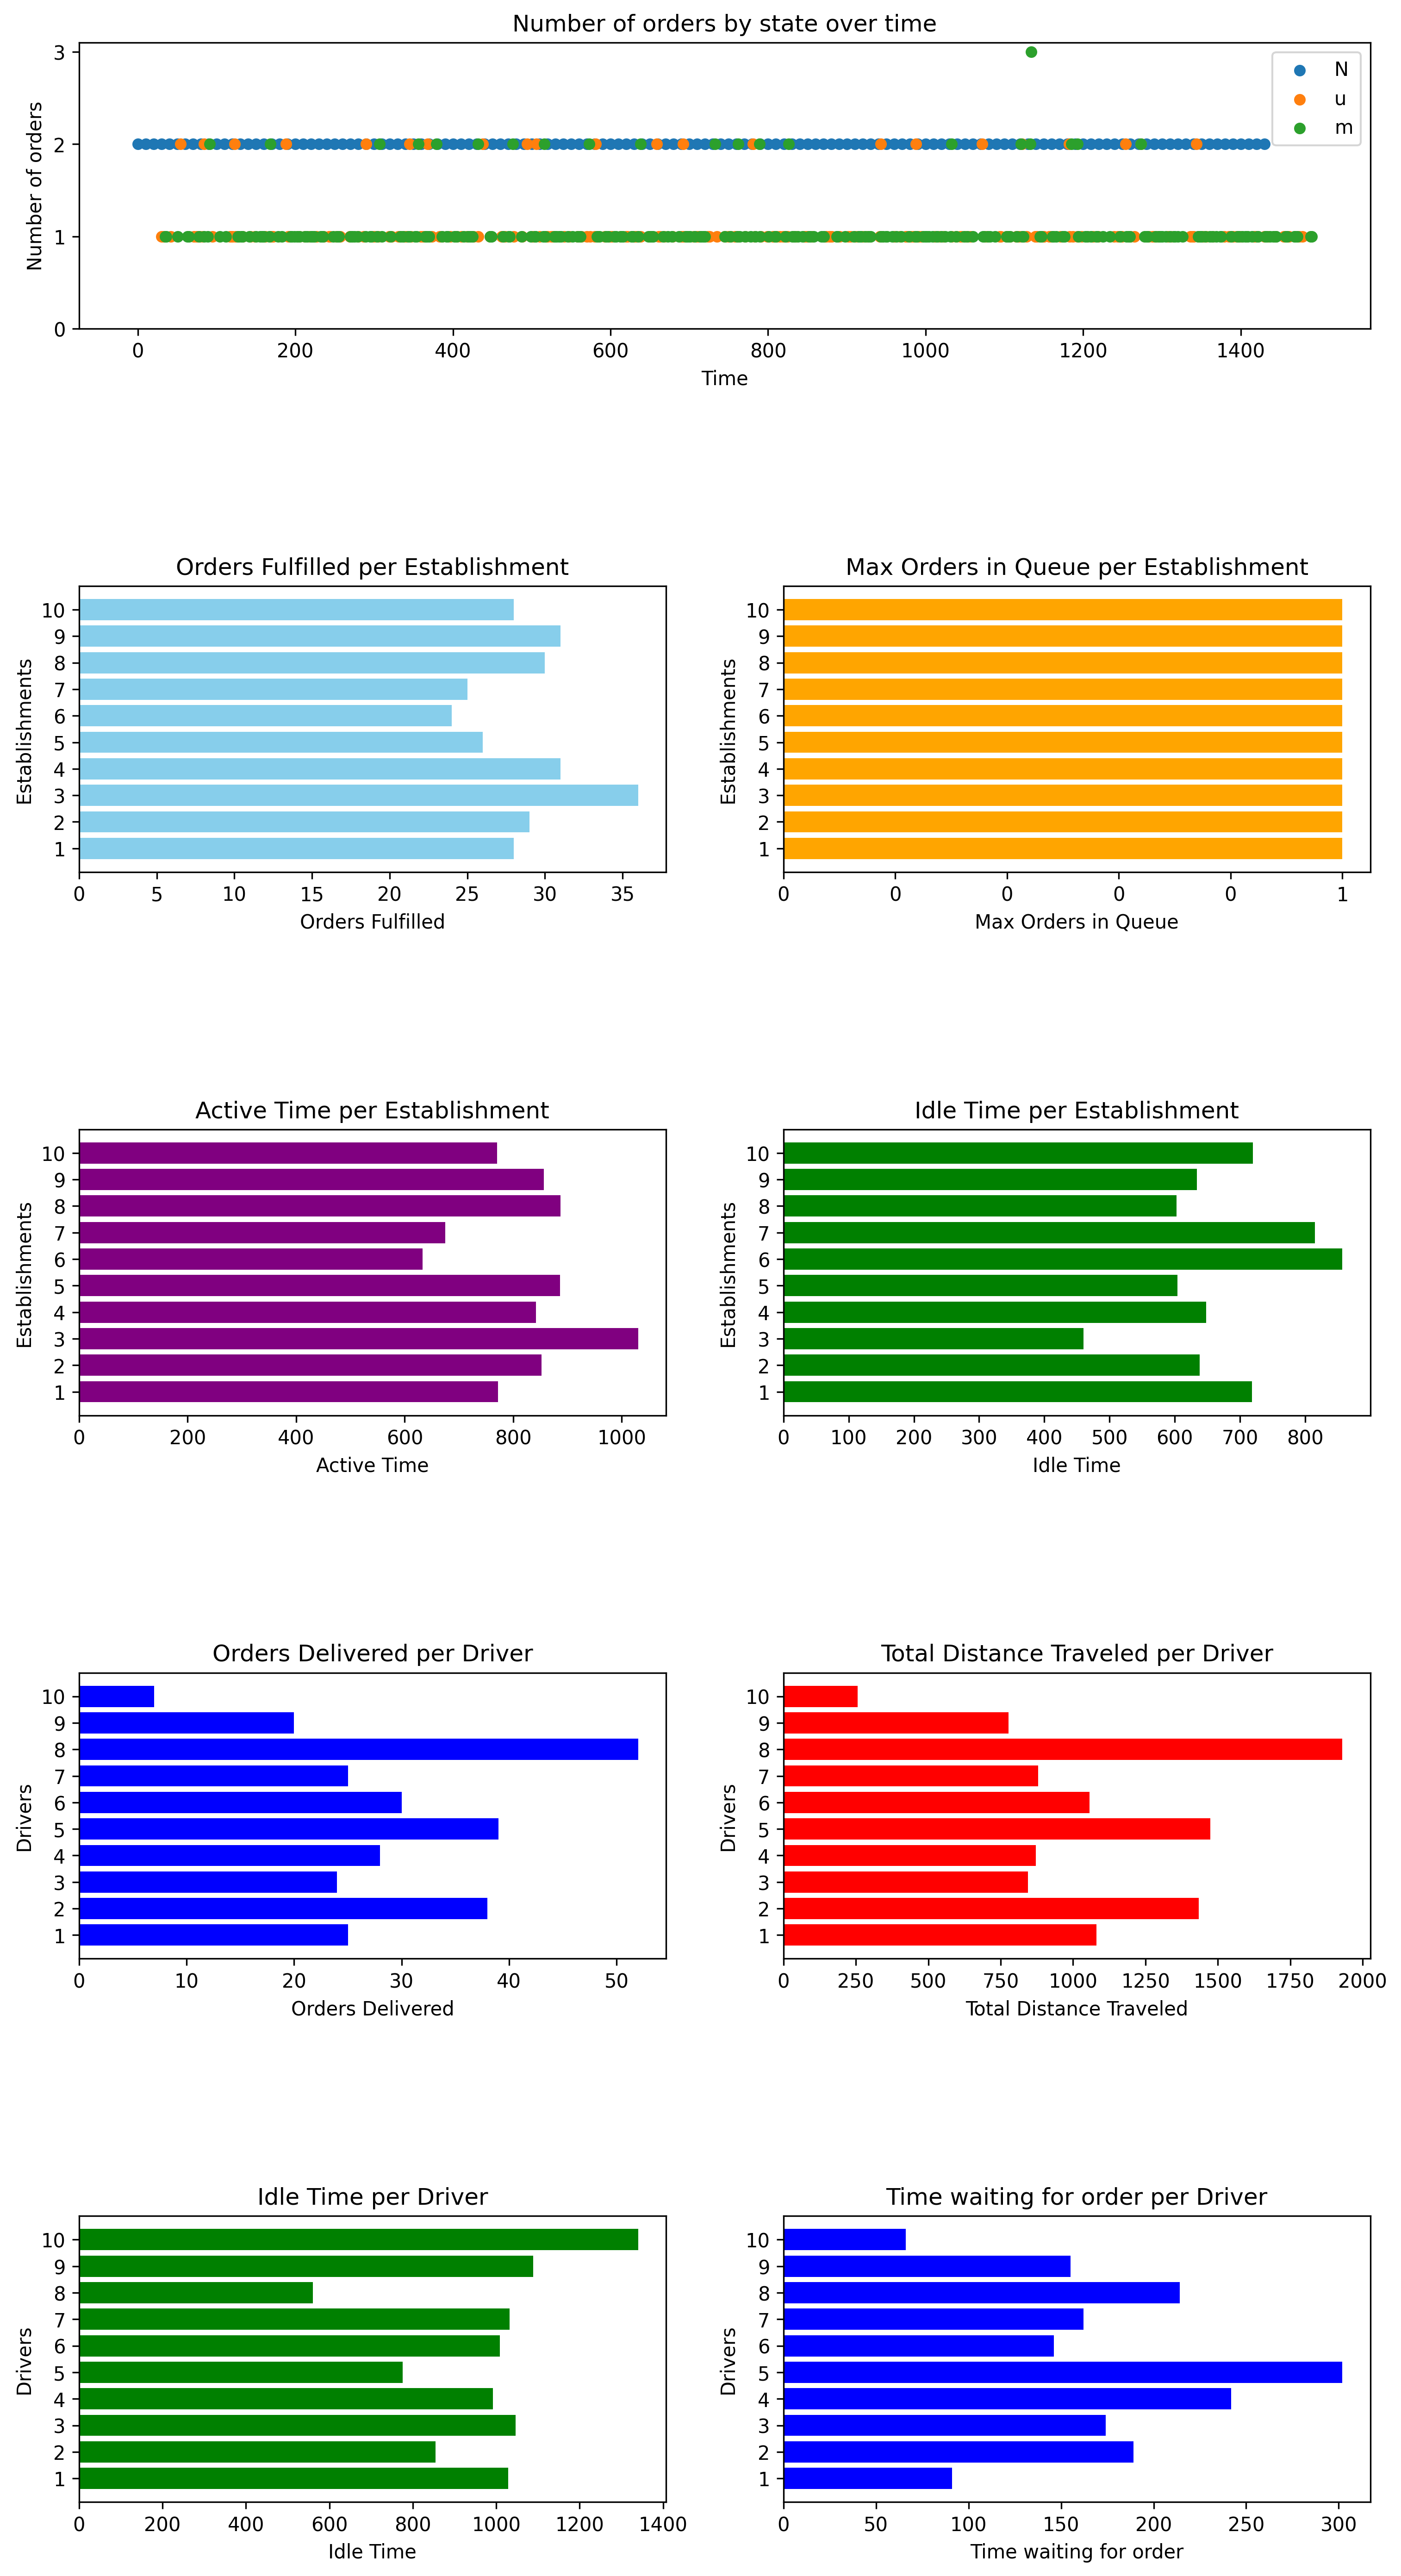 Number of orders by state over time
Number of orders
3
2
1
0
N
u
m
0 200 400 600 800 1000 1200 1400
Time
Orders Fulfilled per Establishment
Establishments
10
9
8
7
6
5
4
3
2
1
0 5 10 15 20 25 30 35
Orders Fulfilled
Max Orders in Queue per Establishment
Establishments
10
9
8
7
6
5
4
3
2
1
0 0 0 0 0 1
Max Orders in Queue
Active Time per Establishment
Establishments
10
9
8
7
6
5
4
3
2
1
0 200 400 600 800 1000
Active Time
Idle Time per Establishment
Establishments
10
9
8
7
6
5
4
3
2
1
0 100 200 300 400 500 600 700 800
Idle Time
Orders Delivered per Driver
Drivers
10
9
8
7
6
5
4
3
2
1
0 10 20 30 40 50
Orders Delivered
Total Distance Traveled per Driver
Drivers
10
9
8
7
6
5
4
3
2
1
0 250 500 750 1000 1250 1500 1750 2000
Total Distance Traveled
Idle Time per Driver
Drivers
10
9
8
7
6
5
4
3
2
1
0 200 400 600 800 1000 1200 1400
Idle Time
Time waiting for order per Driver
Drivers
10
9
8
7
6
5
4
3
2
1
0 50 100 150 200 250 300
Time waiting for order